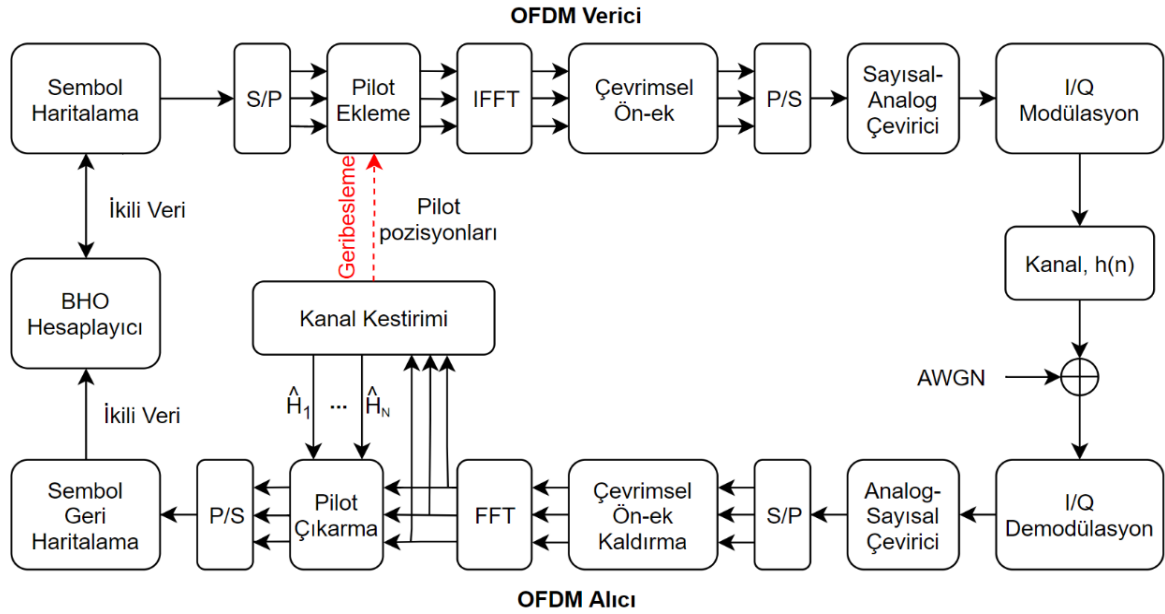 OFDM Verici
Sembol
Haritalama
S/P
Pilot
Ekleme
IFFT
Çevrimsel
Ön-ek
P/S
Sayısal-
Analog
Çevirici
I/Q
Modülasyon
İkili Veri
Geribesleme
Pilot
pozisyonları
BHO
Hesaplayıcı
Kanal Kestirimi
Kanal, h(n)
AWGN
Ĥ1 ... ĤN
İkili Veri
Sembol
Geri
Haritalama
P/S
Pilot
Çıkarma
FFT
Çevrimsel
Ön-ek
Kaldırma
S/P
Analog-
Sayısal
Çevirici
I/Q
Demodülasyon
OFDM Alıcı